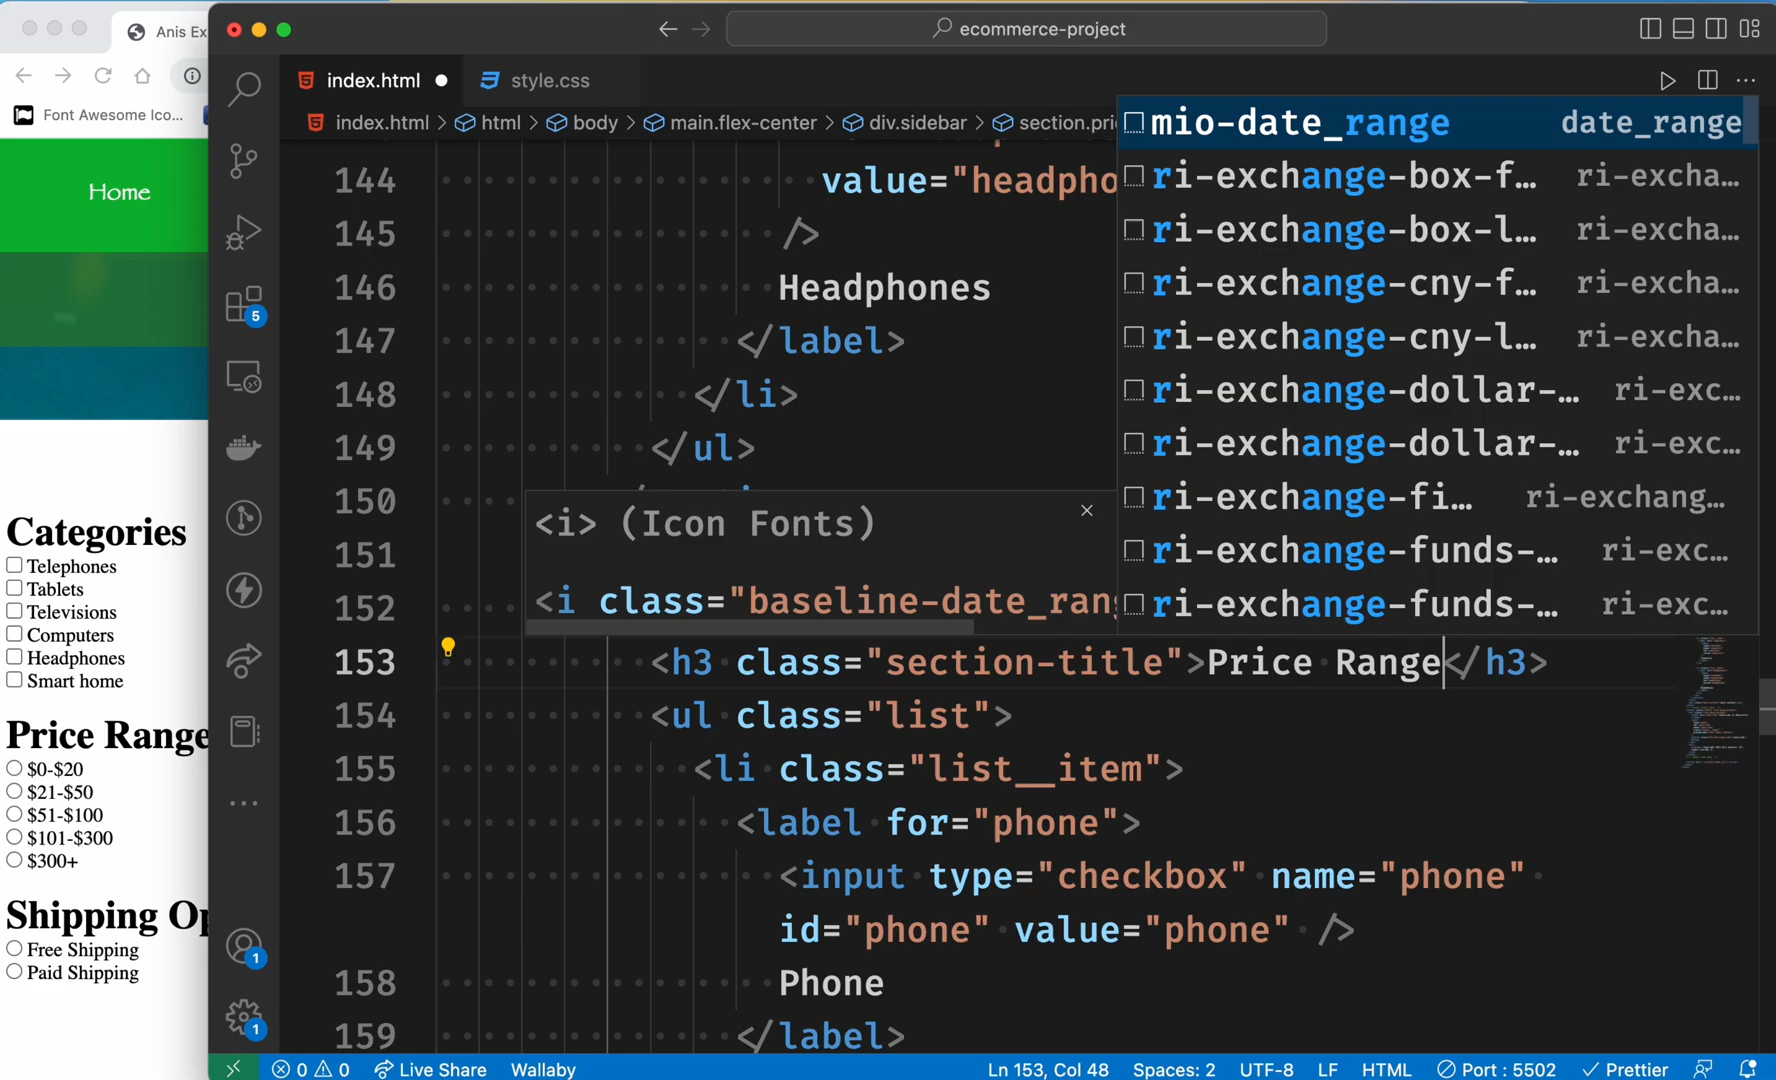 Anis Ex
ecommerce-project
Font Awesome Ico...
Home
Categories
Telephones
Tablets
Televisions
Computers
Headphones
Smart home
Price Range
$0-$20
$21-$50
$51-$100
$101-$300
$300+
Shipping Op
Free Shipping
Paid Shipping
5
1
1
index.html
style.css
index.html > html > body > main.flex-center > div.sidebar > section.pri
144 value="headpho
145 />
146 Headphones
147 </label>
148 </li>
149 </ul>
150
151
152
153 <h3 class="section-title">Price Range</h3>
154 <ul class="list">
155 <li class="list__item">
156 <label for="phone">
157 <input type="checkbox" name="phone"
id="phone" value="phone" />
158 Phone
159 </label>
<i> (Icon Fonts)
<i class="baseline-date_rang
mio-date_range date_range
ri-exchange-box-f… ri-excha…
ri-exchange-box-l… ri-excha…
ri-exchange-cny-f… ri-excha…
ri-exchange-cny-l… ri-excha…
ri-exchange-dollar-… ri-exc…
ri-exchange-dollar-… ri-exc…
ri-exchange-fi… ri-exchang…
ri-exchange-funds-… ri-exc…
ri-exchange-funds-… ri-exc…
0 0 Live Share Wallaby Ln 153, Col 48 Spaces: 2 UTF-8 LF HTML Port : 5502 Prettier